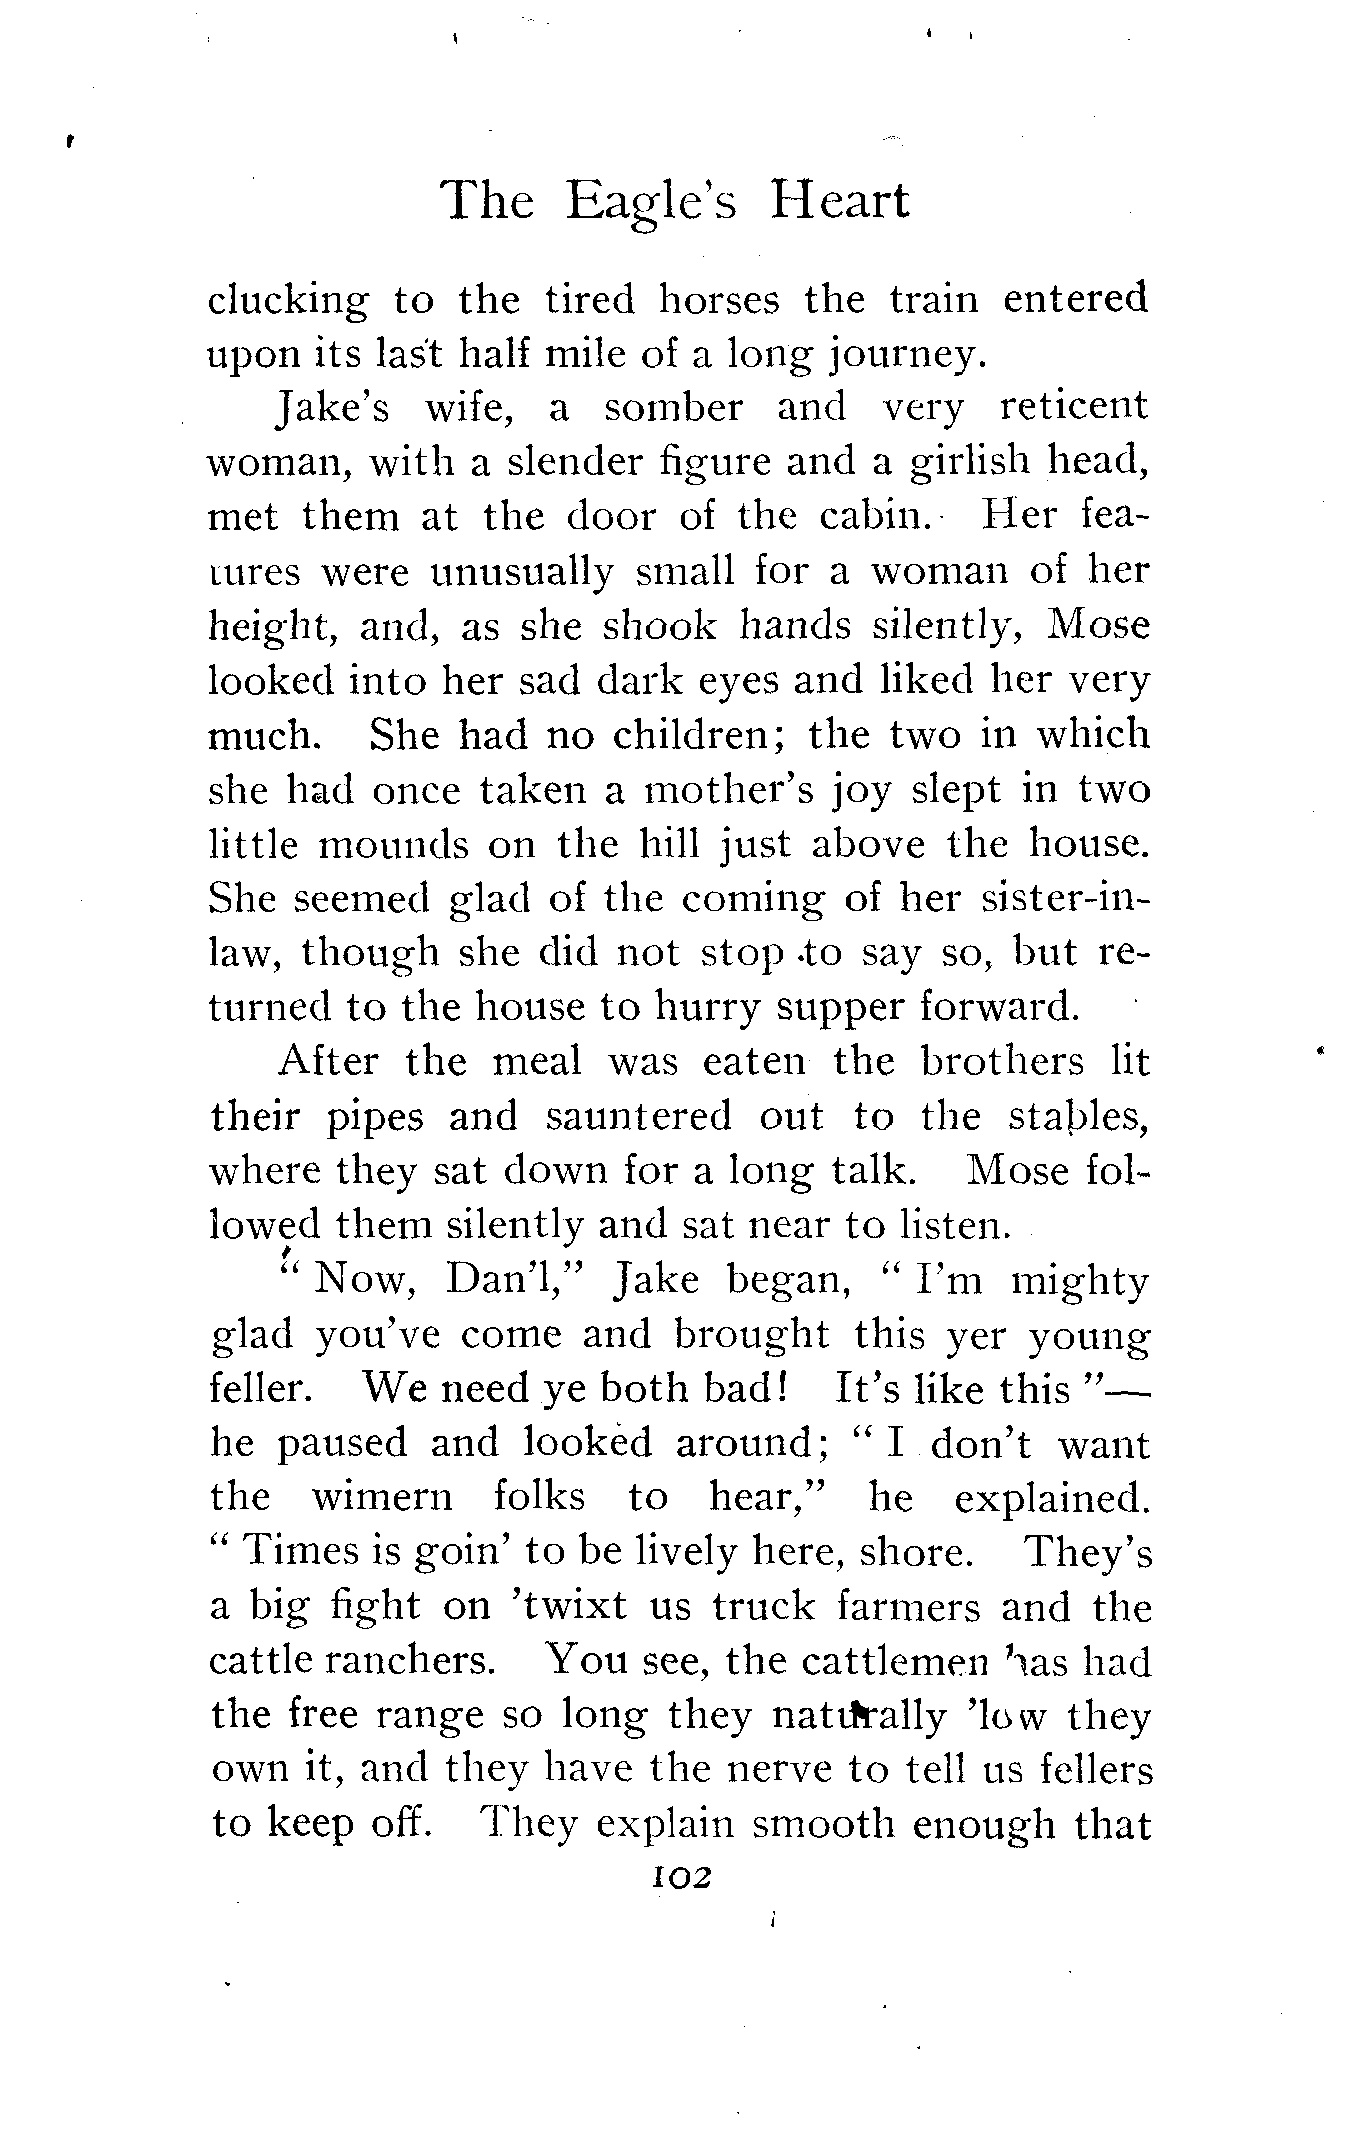 The Eagle's Heart
clucking to the tired horses the train entered
upon its last half mile of a long journey.
Jake's wife, a somber and very reticent
woman, with a slender figure and a girlish head,
met them at the door of the cabin. Her fea-
tures were unusually small for a woman of her
height, and, as she shook hands silently, Mose
looked into her sad dark eyes and liked her very
much. She had no children; the two in which
she had once taken a mother's joy slept in two
little mounds on the hill just above the house.
She seemed glad of the coming of her sister-in-
law, though she did not stop to say so, but re-
turned to the house to hurry supper forward.
After the meal was eaten the brothers lit
their pipes and sauntered out to the stables,
where they sat down for a long talk. Mose fol-
lowed them silently and sat near to listen.
" Now, Dan'l," Jake began, " I'm mighty
glad you've come and brought this yer young
feller. We need ye both bad! It's like this "—
he paused and looked around; " I don't want
the wimern folks to hear," he explained.
" Times is goin' to be lively here, shore. They's
a big fight on 'twixt us truck farmers and the
cattle ranchers. You see, the cattlemen has had
the free range so long they naturally 'low they
own it, and they have the nerve to tell us fellers
to keep off. They explain smooth enough that
102